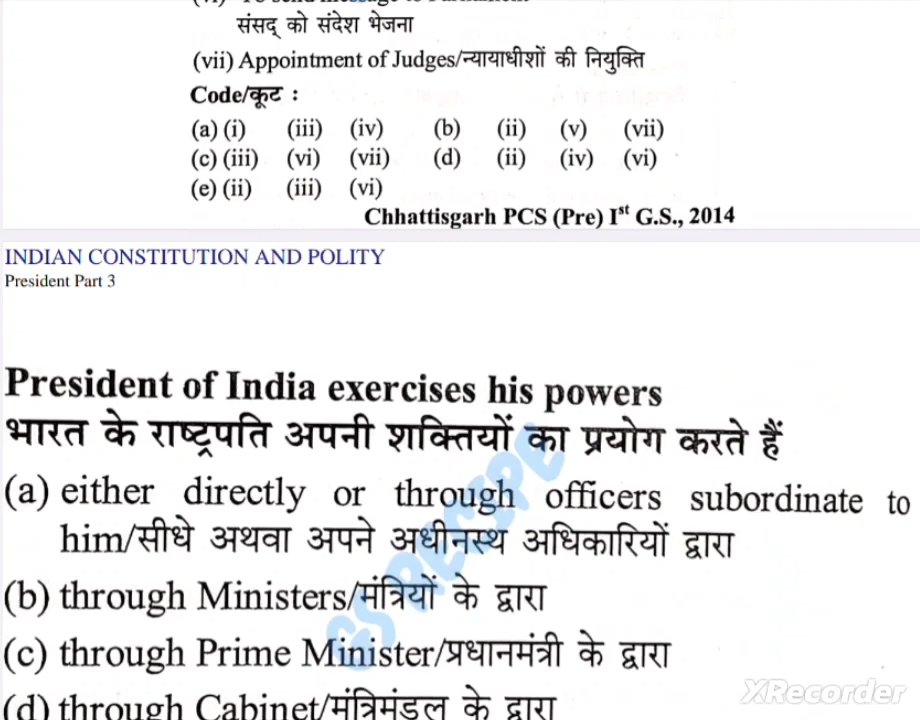 संसद् को संदेश भेजना
(vii) Appointment of Judges/न्यायाधीशों की नियुक्ति
Code/कूट :
(a) (i) (iii) (iv) (b) (ii) (v) (vii)
(c) (iii) (vi) (vii) (d) (ii) (iv) (vi)
(e) (ii) (iii) (vi)
Chhattisgarh PCS (Pre) Ist G.S., 2014
INDIAN CONSTITUTION AND POLITY
President Part 3
President of India exercises his powers
भारत के राष्ट्रपति अपनी शक्तियों का प्रयोग करते हैं
(a) either directly or through officers subordinate to
him/सीधे अथवा अपने अधीनस्थ अधिकारियों द्वारा
(b) through Ministers/मंत्रियों के द्वारा
(c) through Prime Minister/प्रधानमंत्री के द्वारा
(d) through Cabinet/मंत्रिमंडल के द्वारा
GS RECIPE
XRecorder